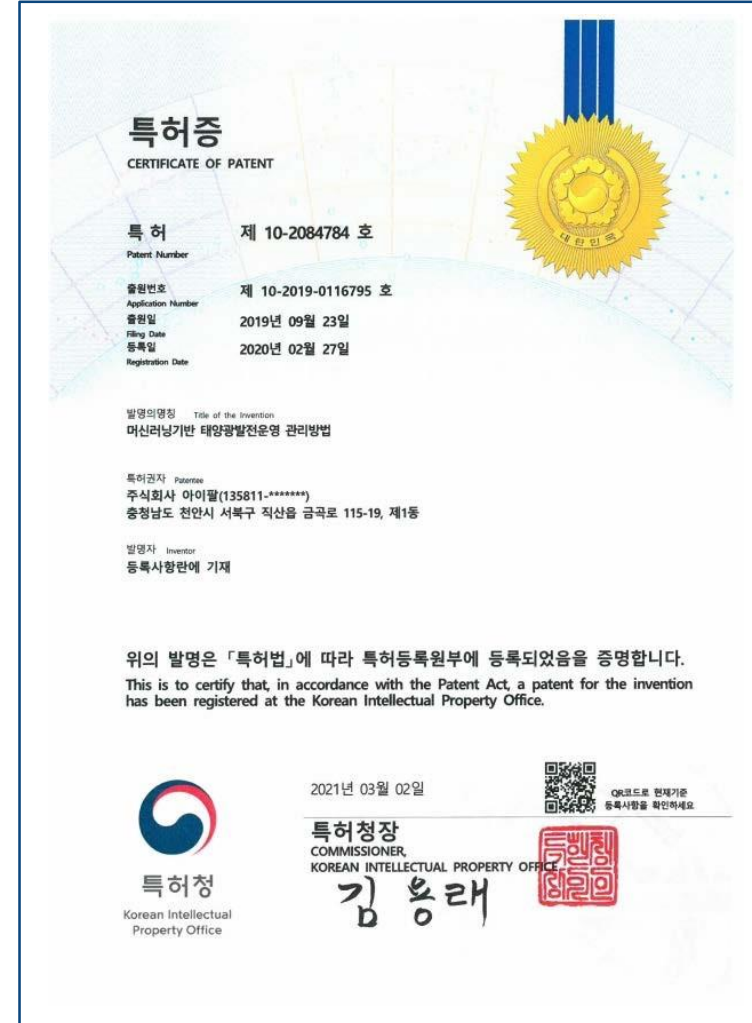 특허증
CERTIFICATE OF PATENT
특 허 제 10-2084784 호
Patent Number
출원번호 제 10-2019-0116795 호
Application Number
출원일 2019년 09월 23일
Filing Date
등록일 2020년 02월 27일
Registration Date
발명의명칭 Title of the Invention
머신러닝기반 태양광발전운영 관리방법
특허권자 Patentee
주식회사 아이팔(135811-*******)
충청남도 천안시 서북구 직산읍 금곡로 115-19, 제1동
발명자 Inventor
등록사항란에 기재
위의 발명은 「특허법」에 따라 특허등록원부에 등록되었음을 증명합니다.
This is to certify that, in accordance with the Patent Act, a patent for the invention
has been registered at the Korean Intellectual Property Office.
2021년 03월 02일
QR코드로 현재기준
등록사항을 확인하세요
특허청장
COMMISSIONER,
KOREAN INTELLECTUAL PROPERTY OFFICE
김용래
특허청
Korean Intellectual
Property Office
대한민국